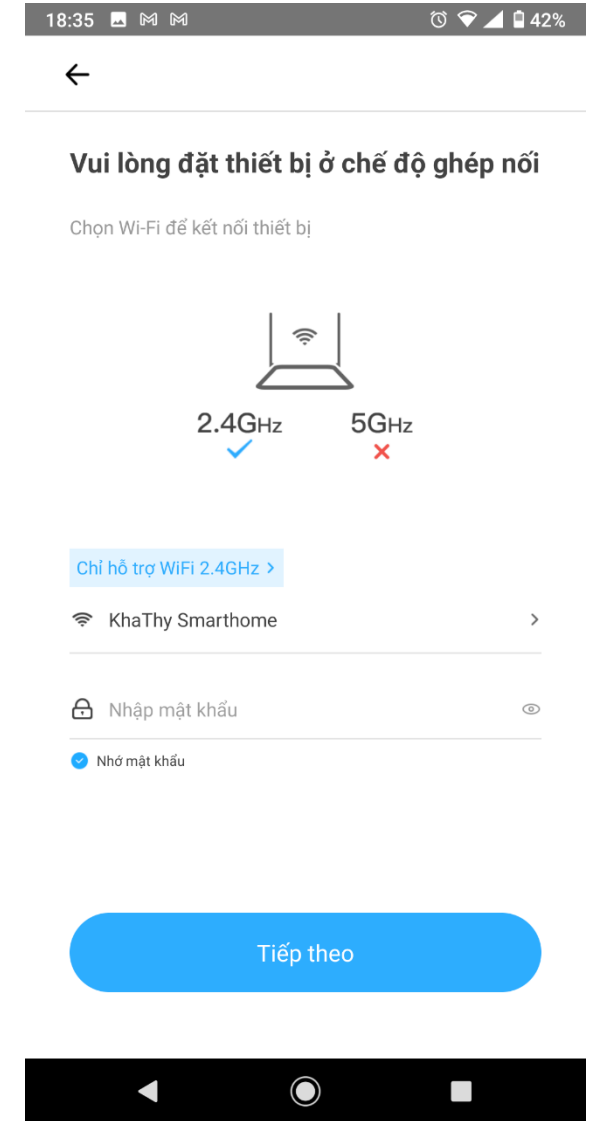 18:35 42%
Vui lòng đặt thiết bị ở chế độ ghép nối
Chọn Wi-Fi để kết nối thiết bị
2.4GHz 5GHz
Chỉ hỗ trợ WiFi 2.4GHz >
KhaThy Smarthome
Nhập mật khẩu
Nhớ mật khẩu
Tiếp theo